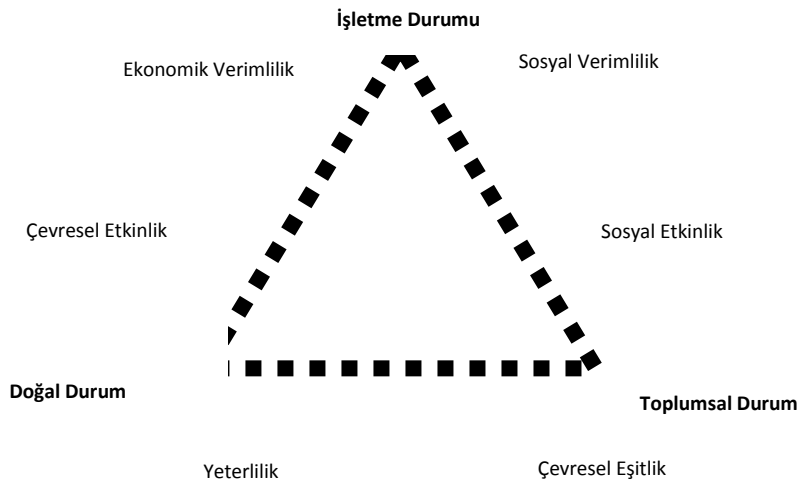 İşletme Durumu
Ekonomik Verimlilik
Sosyal Verimlilik
Çevresel Etkinlik
Sosyal Etkinlik
Doğal Durum
Toplumsal Durum
Yeterlilik
Çevresel Eşitlik